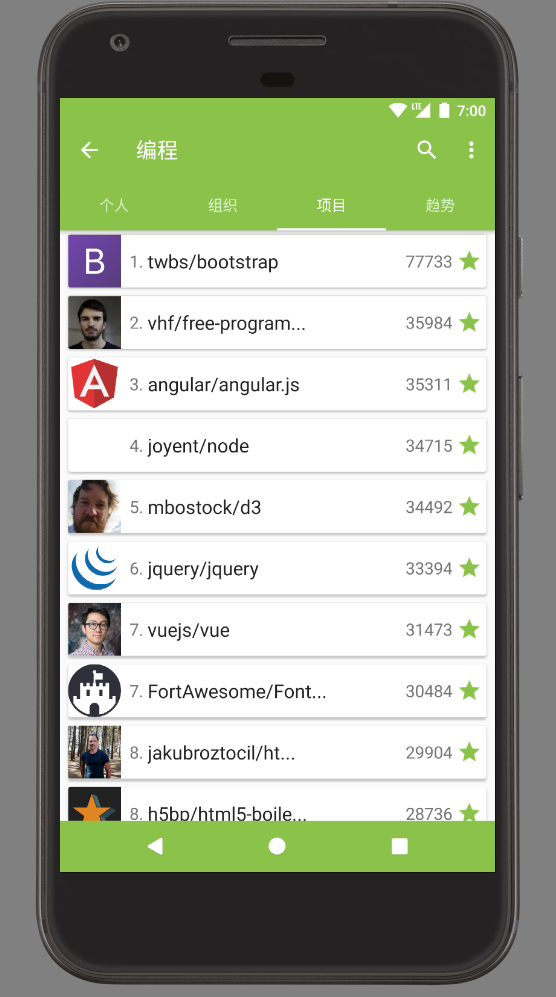 LTE 7:00
编程
个人 组织 项目 趋势
B 1. twbs/bootstrap 77733
2. vhf/free-program... 35984
A 3. angular/angular.js 35311
4. joyent/node 34715
5. mbostock/d3 34492
6. jquery/jquery 33394
7. vuejs/vue 31473
7. FortAwesome/Font... 30484
8. jakubroztocil/ht... 29904
8. h5bp/html5-boile... 28736